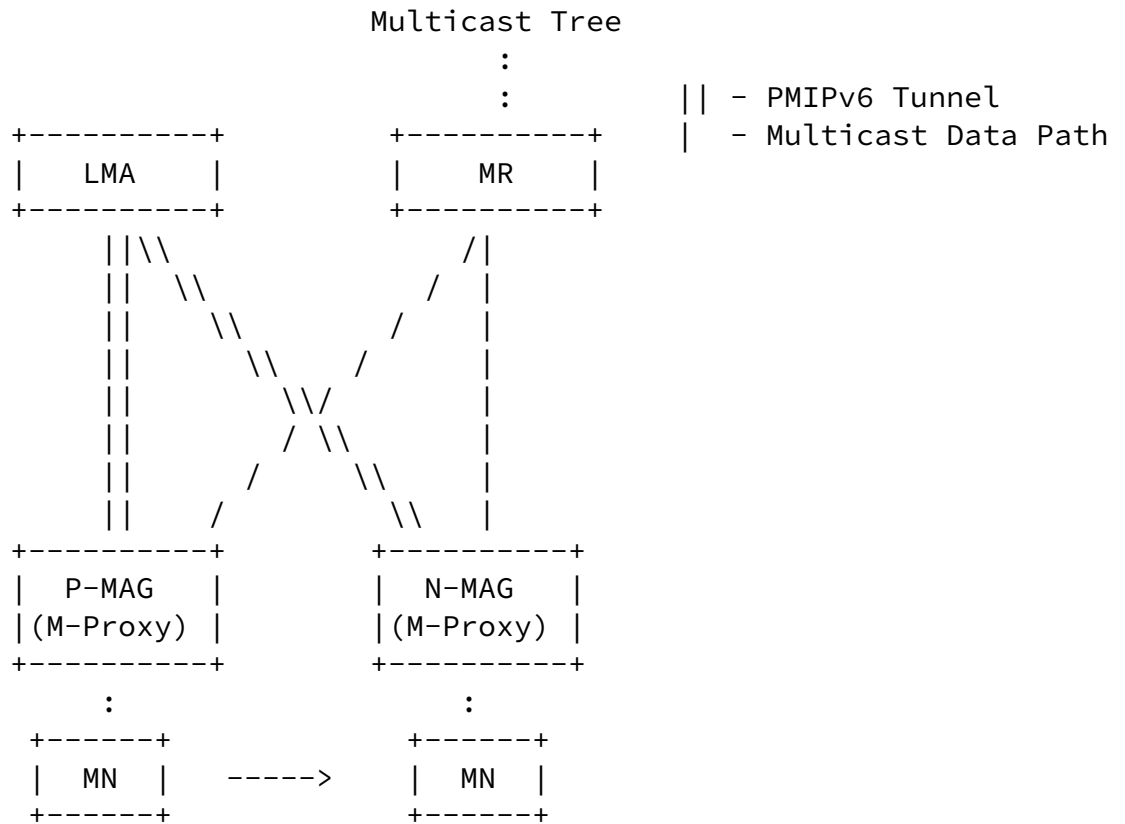 Multicast Tree
:
:          || - PMIPv6 Tunnel
+----------+          +----------+     |  - Multicast Data Path
|   LMA    |          |    MR    |
+----------+          +----------+
||\\                /|
||  \\            /  |
||    \\        /    |
||      \\    /      |
||        \\/        |
||        / \\       |
||      /     \\     |
||    /         \\   |
+----------+         +----------+
|  P-MAG   |         |  N-MAG   |
|(M-Proxy) |         |(M-Proxy) |
+----------+         +----------+
:                    :
+------+             +------+
|  MN  |   ----->    |  MN  |
+------+             +------+